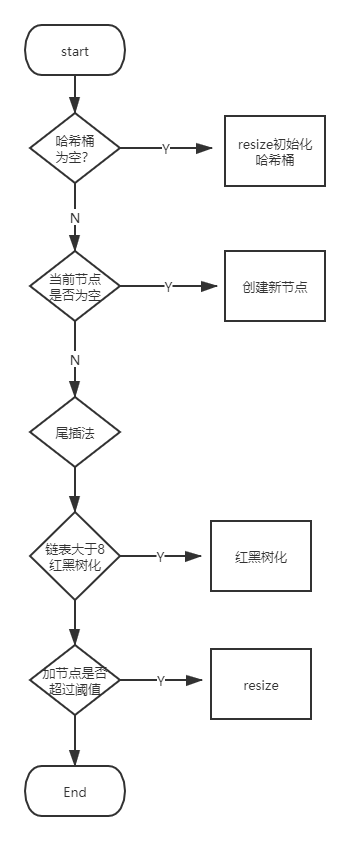 start
哈希桶
为空?
Y
resize初始化
哈希桶
N
当前节点
是否为空
Y
创建新节点
N
尾插法
链表大于8
红黑树化
Y
红黑树化
加节点是否
超过阈值
Y
resize
End